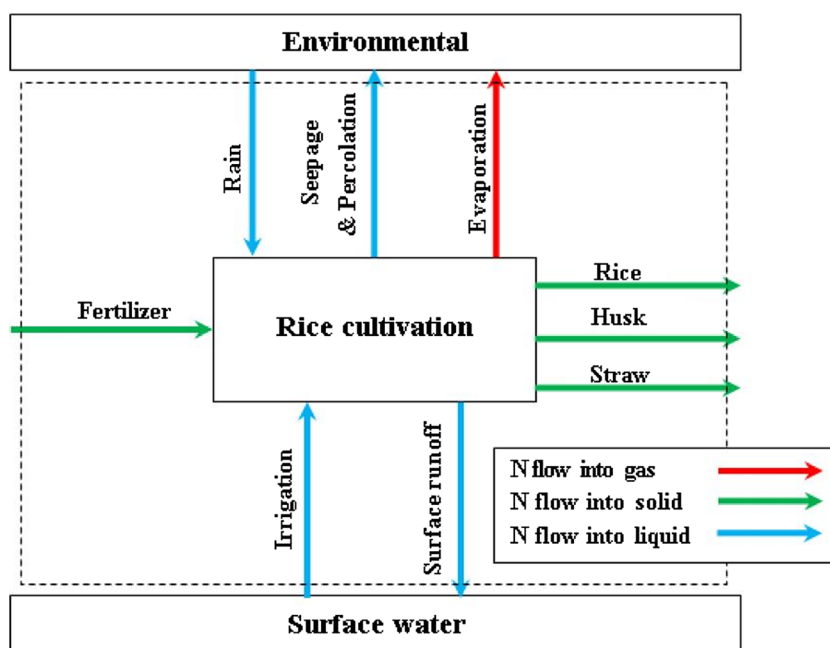 Environmental
Rain
Seepage
& Percolation
Evaporation
Fertilizer
Rice cultivation
Rice
Husk
Straw
Irrigation
Surface runoff
N flow into gas
N flow into solid
N flow into liquid
Surface water